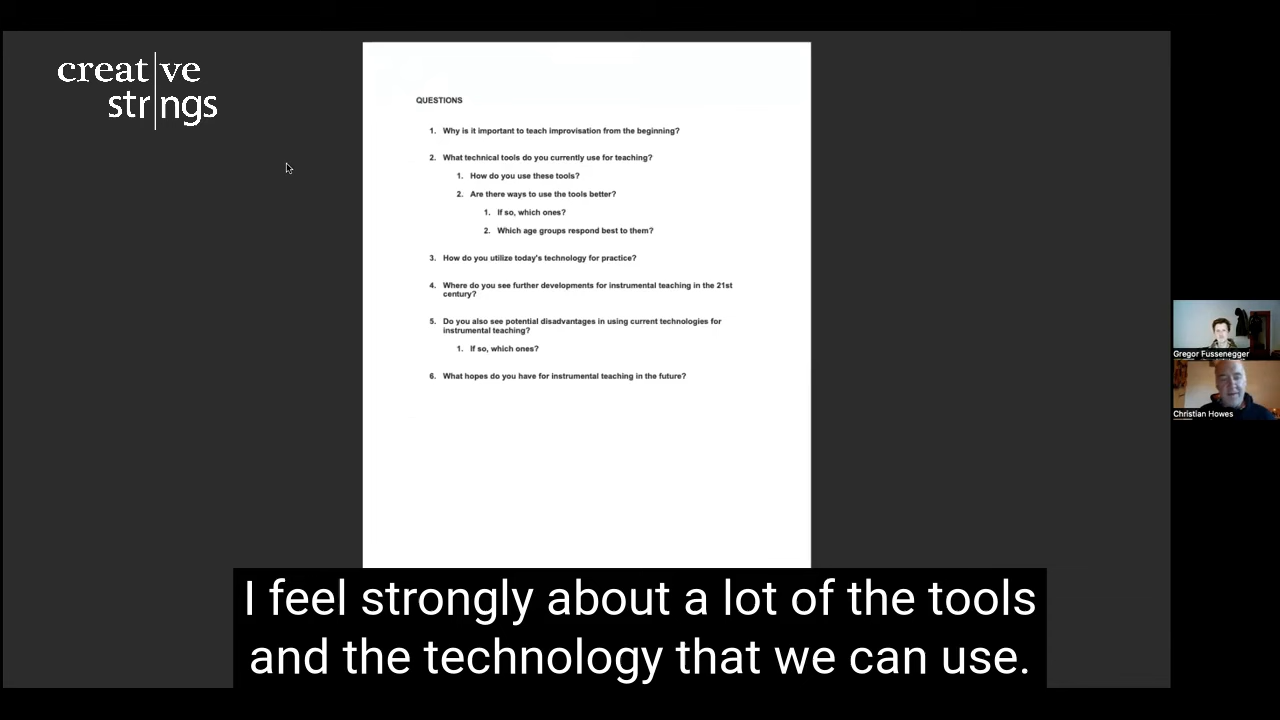 creative
strings
QUESTIONS
1. Why is it important to teach improvisation from the beginning?
2. What technical tools do you currently use for teaching?
1. How do you use these tools?
2. Are there ways to use the tools better?
1. If so, which ones?
2. Which age groups respond best to them?
3. How do you utilize today's technology for practice?
4. Where do you see further developments for instrumental teaching in the 21st
century?
5. Do you also see potential disadvantages in using current technologies for
instrumental teaching?
1. If so, which ones?
6. What hopes do you have for instrumental teaching in the future?
Gregor Fussenegger
Christian Howes
I feel strongly about a lot of the tools
and the technology that we can use.